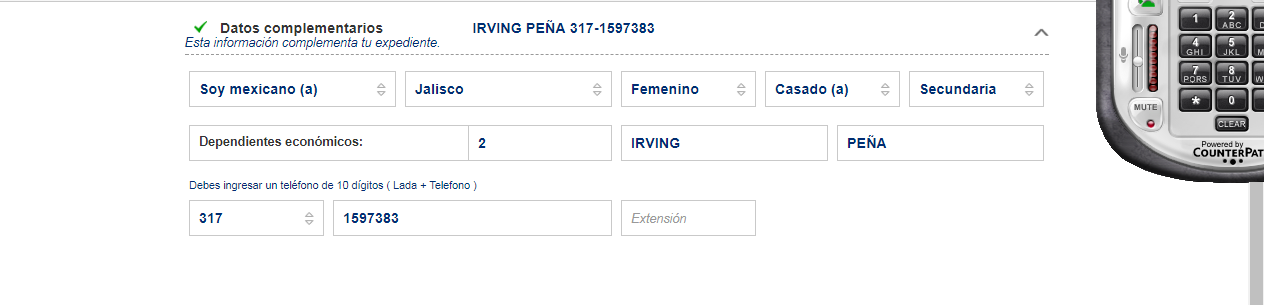 Datos complementarios IRVING PEÑA 317-1597383
Esta información complementa tu expediente.
Soy mexicano (a) Jalisco Femenino Casado (a) Secundaria
Dependientes económicos: 2 IRVING PEÑA
Debes ingresar un teléfono de 10 dígitos ( Lada + Telefono )
317 1597383 Extensión
1 2 ABC
4 GHI 5 JKL
7 PQRS 8 TUV
* 0
MUTE
CLEAR
Powered by
COUNTERPAT